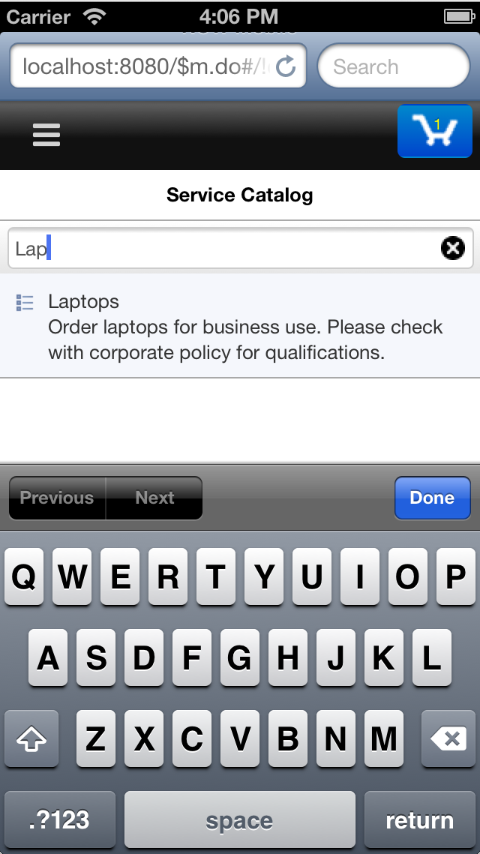 Carrier 4:06 PM
localhost:8080/$m.do#/
Search
1
Service Catalog
Lap
Laptops
Order laptops for business use. Please check
with corporate policy for qualifications.
Previous Next Done
Q W E R T Y U I O P
A S D F G H J K L
Z X C V B N M
.?123 space return